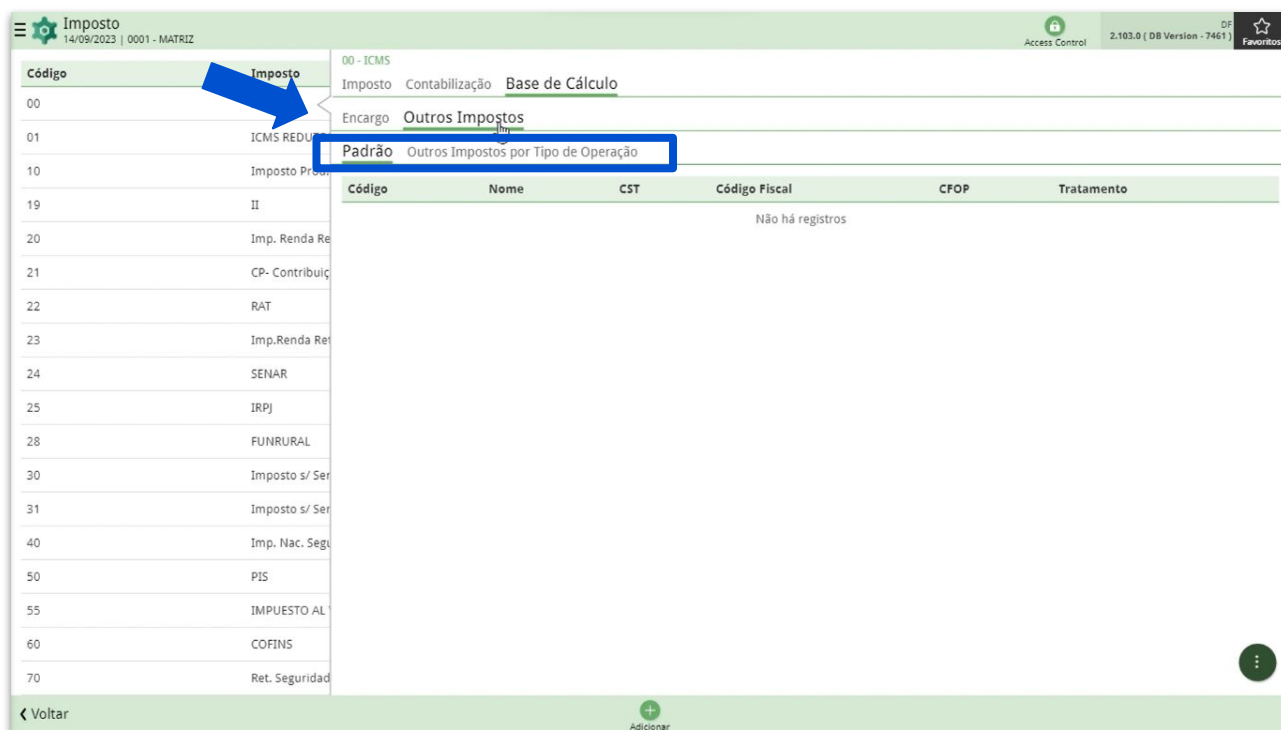 Imposto
14/09/2023 | 0001 - MATRIZ
Access Control
DF
2.103.0 ( DB Version - 7461 )
Favoritos
Código Imposto
00
01 ICMS REDU
10 Imposto
19 II
20 Imp. Renda Re
21 CP- Contribuiç
22 RAT
23 Imp.Renda Ret
24 SENAR
25 IRPJ
28 FUNRURAL
30 Imposto s/ Ser
31 Imposto s/ Ser
40 Imp. Nac. Segu
50 PIS
55 IMPUESTO AL
60 COFINS
70 Ret. Seguridad
00 - ICMS
Imposto Contabilização Base de Cálculo
Encargo Outros Impostos
Padrão Outros Impostos por Tipo de Operação
Código Nome CST Código Fiscal CFOP Tratamento
Não há registros
Voltar
Adicionar